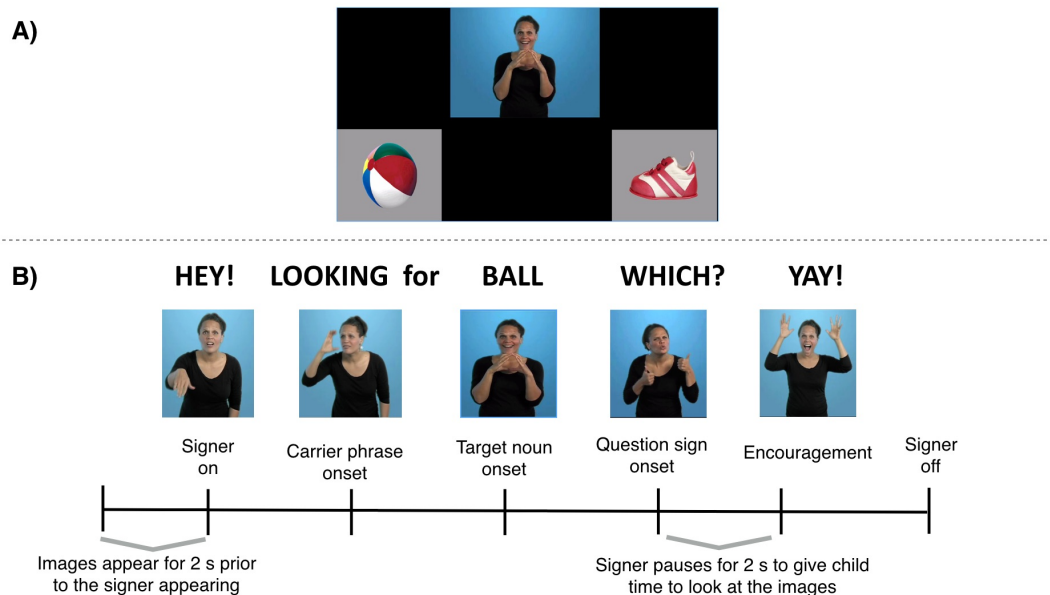 A)
B)
HEY! LOOKING for BALL WHICH? YAY!
Signer
on
Carrier phrase
onset
Target noun
onset
Question sign
onset
Encouragement
Signer
off
Images appear for 2 s prior
to the signer appearing
Signer pauses for 2 s to give child
time to look at the images